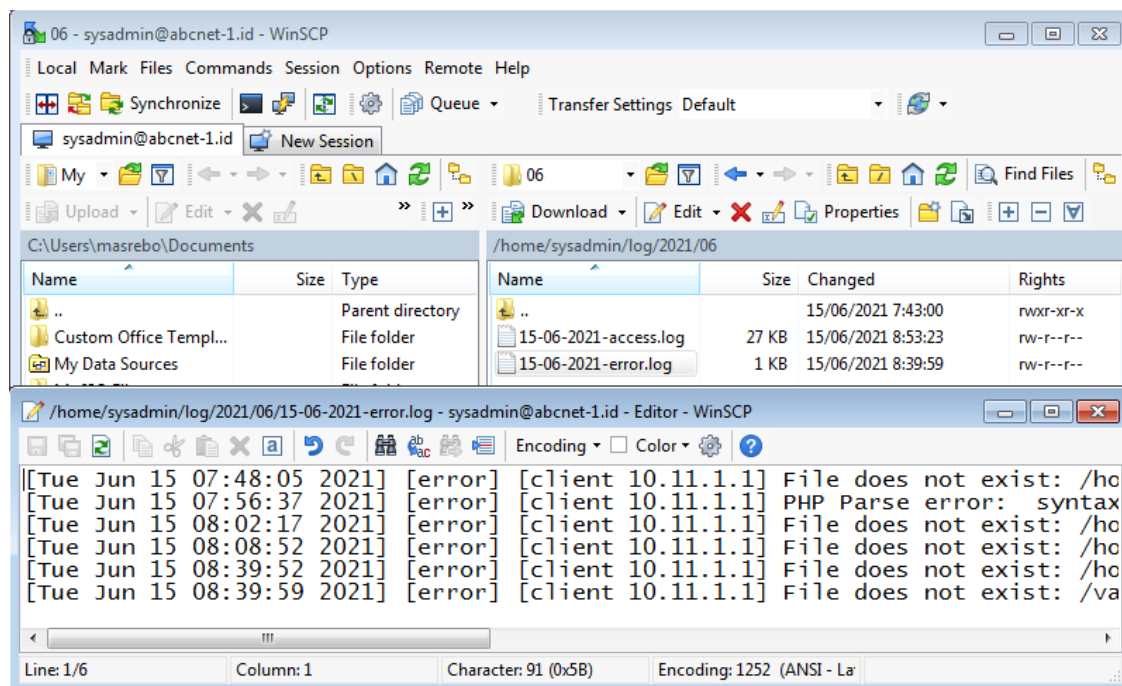 06 - sysadmin@abcnet-1.id - WinSCP
Local Mark Files Commands Session Options Remote Help
Synchronize Queue Transfer Settings Default
sysadmin@abcnet-1.id New Session
My 06 Find Files
Upload Edit » » Download Edit Properties
C:\Users\masrebo\Documents /home/sysadmin/log/2021/06
Name Size Type Name Size Changed Rights
.. Parent directory .. 15/06/2021 7:43:00 rwxr-xr-x
Custom Office Templ... File folder 15-06-2021-access.log 27 KB 15/06/2021 8:53:23 rw-r--r--
My Data Sources File folder 15-06-2021-error.log 1 KB 15/06/2021 8:39:59 rw-r--r--
/home/sysadmin/log/2021/06/15-06-2021-error.log - sysadmin@abcnet-1.id - Editor - WinSCP
Encoding Color
[Tue Jun 15 07:48:05 2021] [error] [client 10.11.1.1] File does not exist: /ho
[Tue Jun 15 07:56:37 2021] [error] [client 10.11.1.1] PHP Parse error:  syntax
[Tue Jun 15 08:02:17 2021] [error] [client 10.11.1.1] File does not exist: /ho
[Tue Jun 15 08:08:52 2021] [error] [client 10.11.1.1] File does not exist: /ho
[Tue Jun 15 08:39:52 2021] [error] [client 10.11.1.1] File does not exist: /ho
[Tue Jun 15 08:39:59 2021] [error] [client 10.11.1.1] File does not exist: /va
Line: 1/6 Column: 1 Character: 91 (0x5B) Encoding: 1252 (ANSI - La